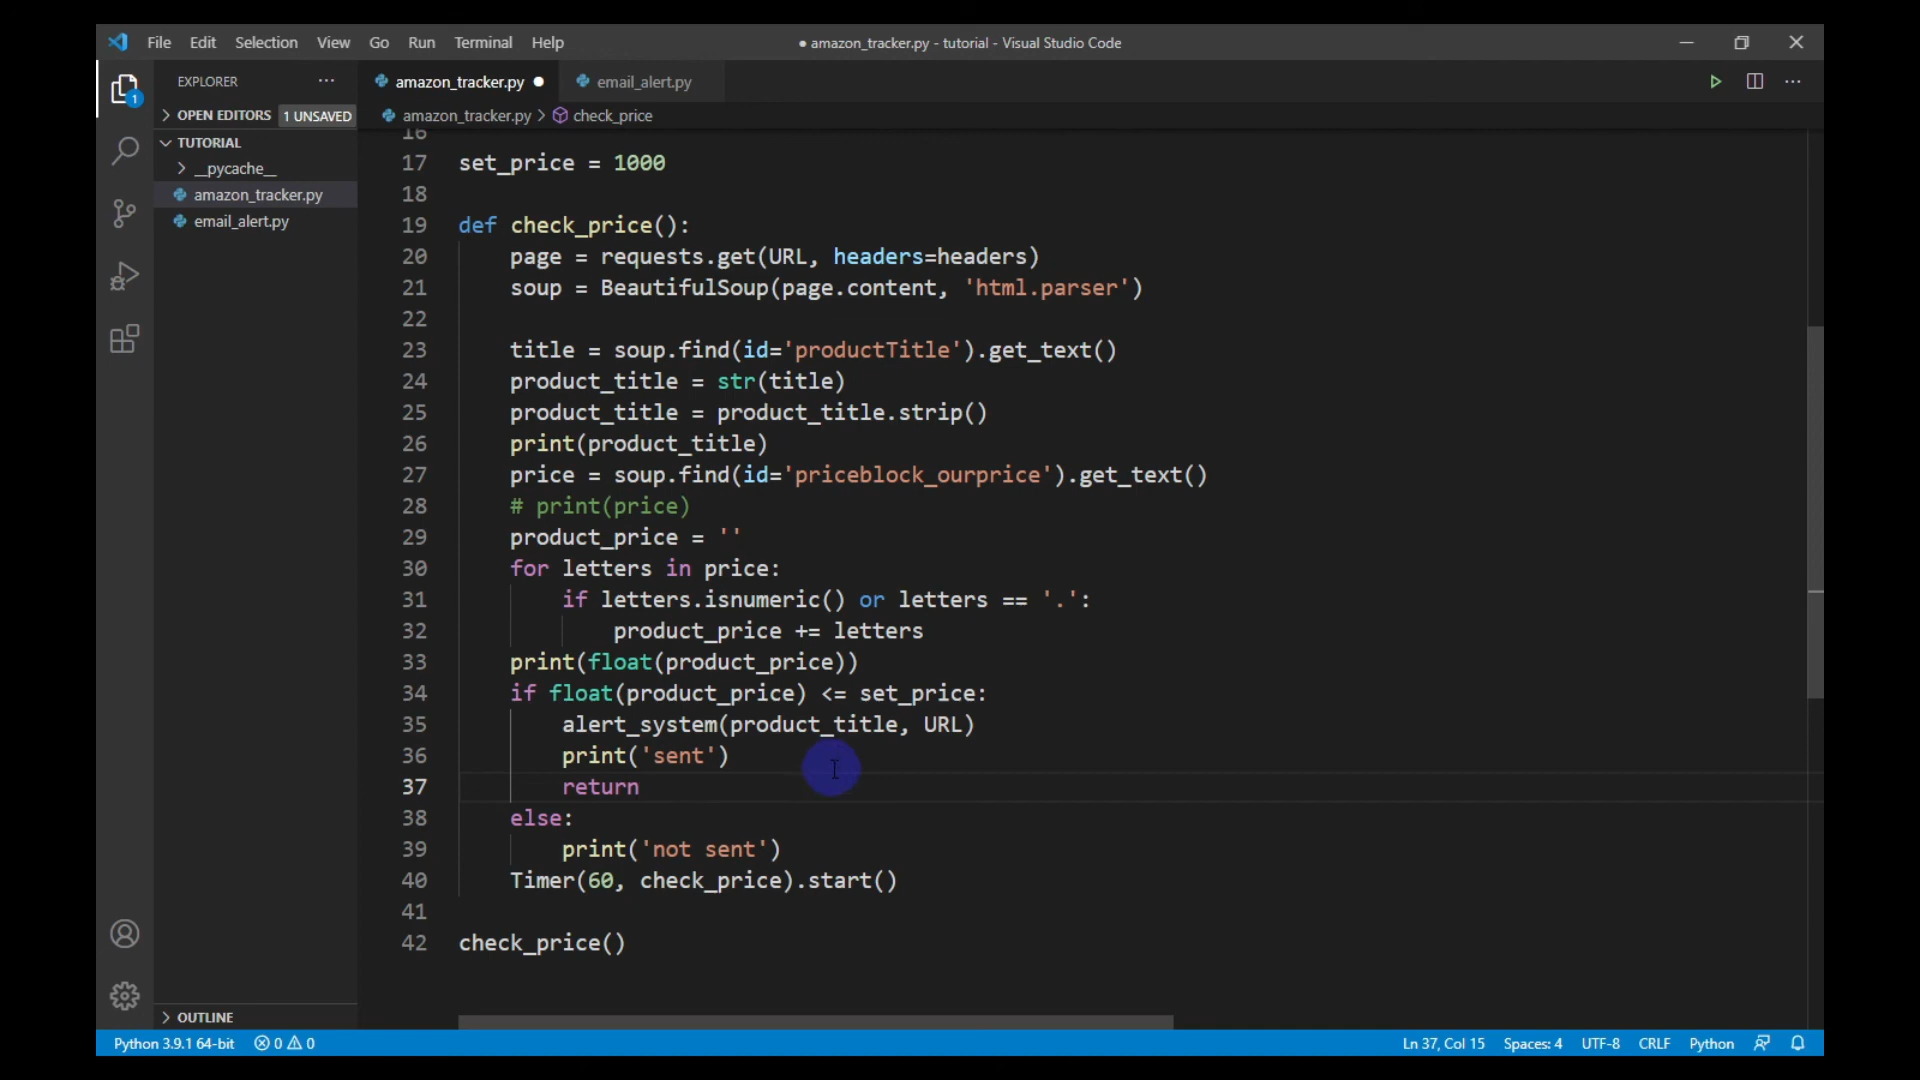 File Edit Selection View Go Run Terminal Help
● amazon_tracker.py - tutorial - Visual Studio Code
EXPLORER ···
amazon_tracker.py ●
email_alert.py
1
OPEN EDITORS 1 UNSAVED
amazon_tracker.py > check_price
TUTORIAL
__pycache__
amazon_tracker.py
email_alert.py
16
17 set_price = 1000
18
19 def check_price():
20 page = requests.get(URL, headers=headers)
21 soup = BeautifulSoup(page.content, 'html.parser')
22
23 title = soup.find(id='productTitle').get_text()
24 product_title = str(title)
25 product_title = product_title.strip()
26 print(product_title)
27 price = soup.find(id='priceblock_ourprice').get_text()
28 # print(price)
29 product_price = ''
30 for letters in price:
31 if letters.isnumeric() or letters == '.':
32 product_price += letters
33 print(float(product_price))
34 if float(product_price) <= set_price:
35 alert_system(product_title, URL)
36 print('sent')
37 return
38 else:
39 print('not sent')
40 Timer(60, check_price).start()
41
42 check_price()
OUTLINE
Python 3.9.1 64-bit 0 0
Ln 37, Col 15 Spaces: 4 UTF-8 CRLF Python